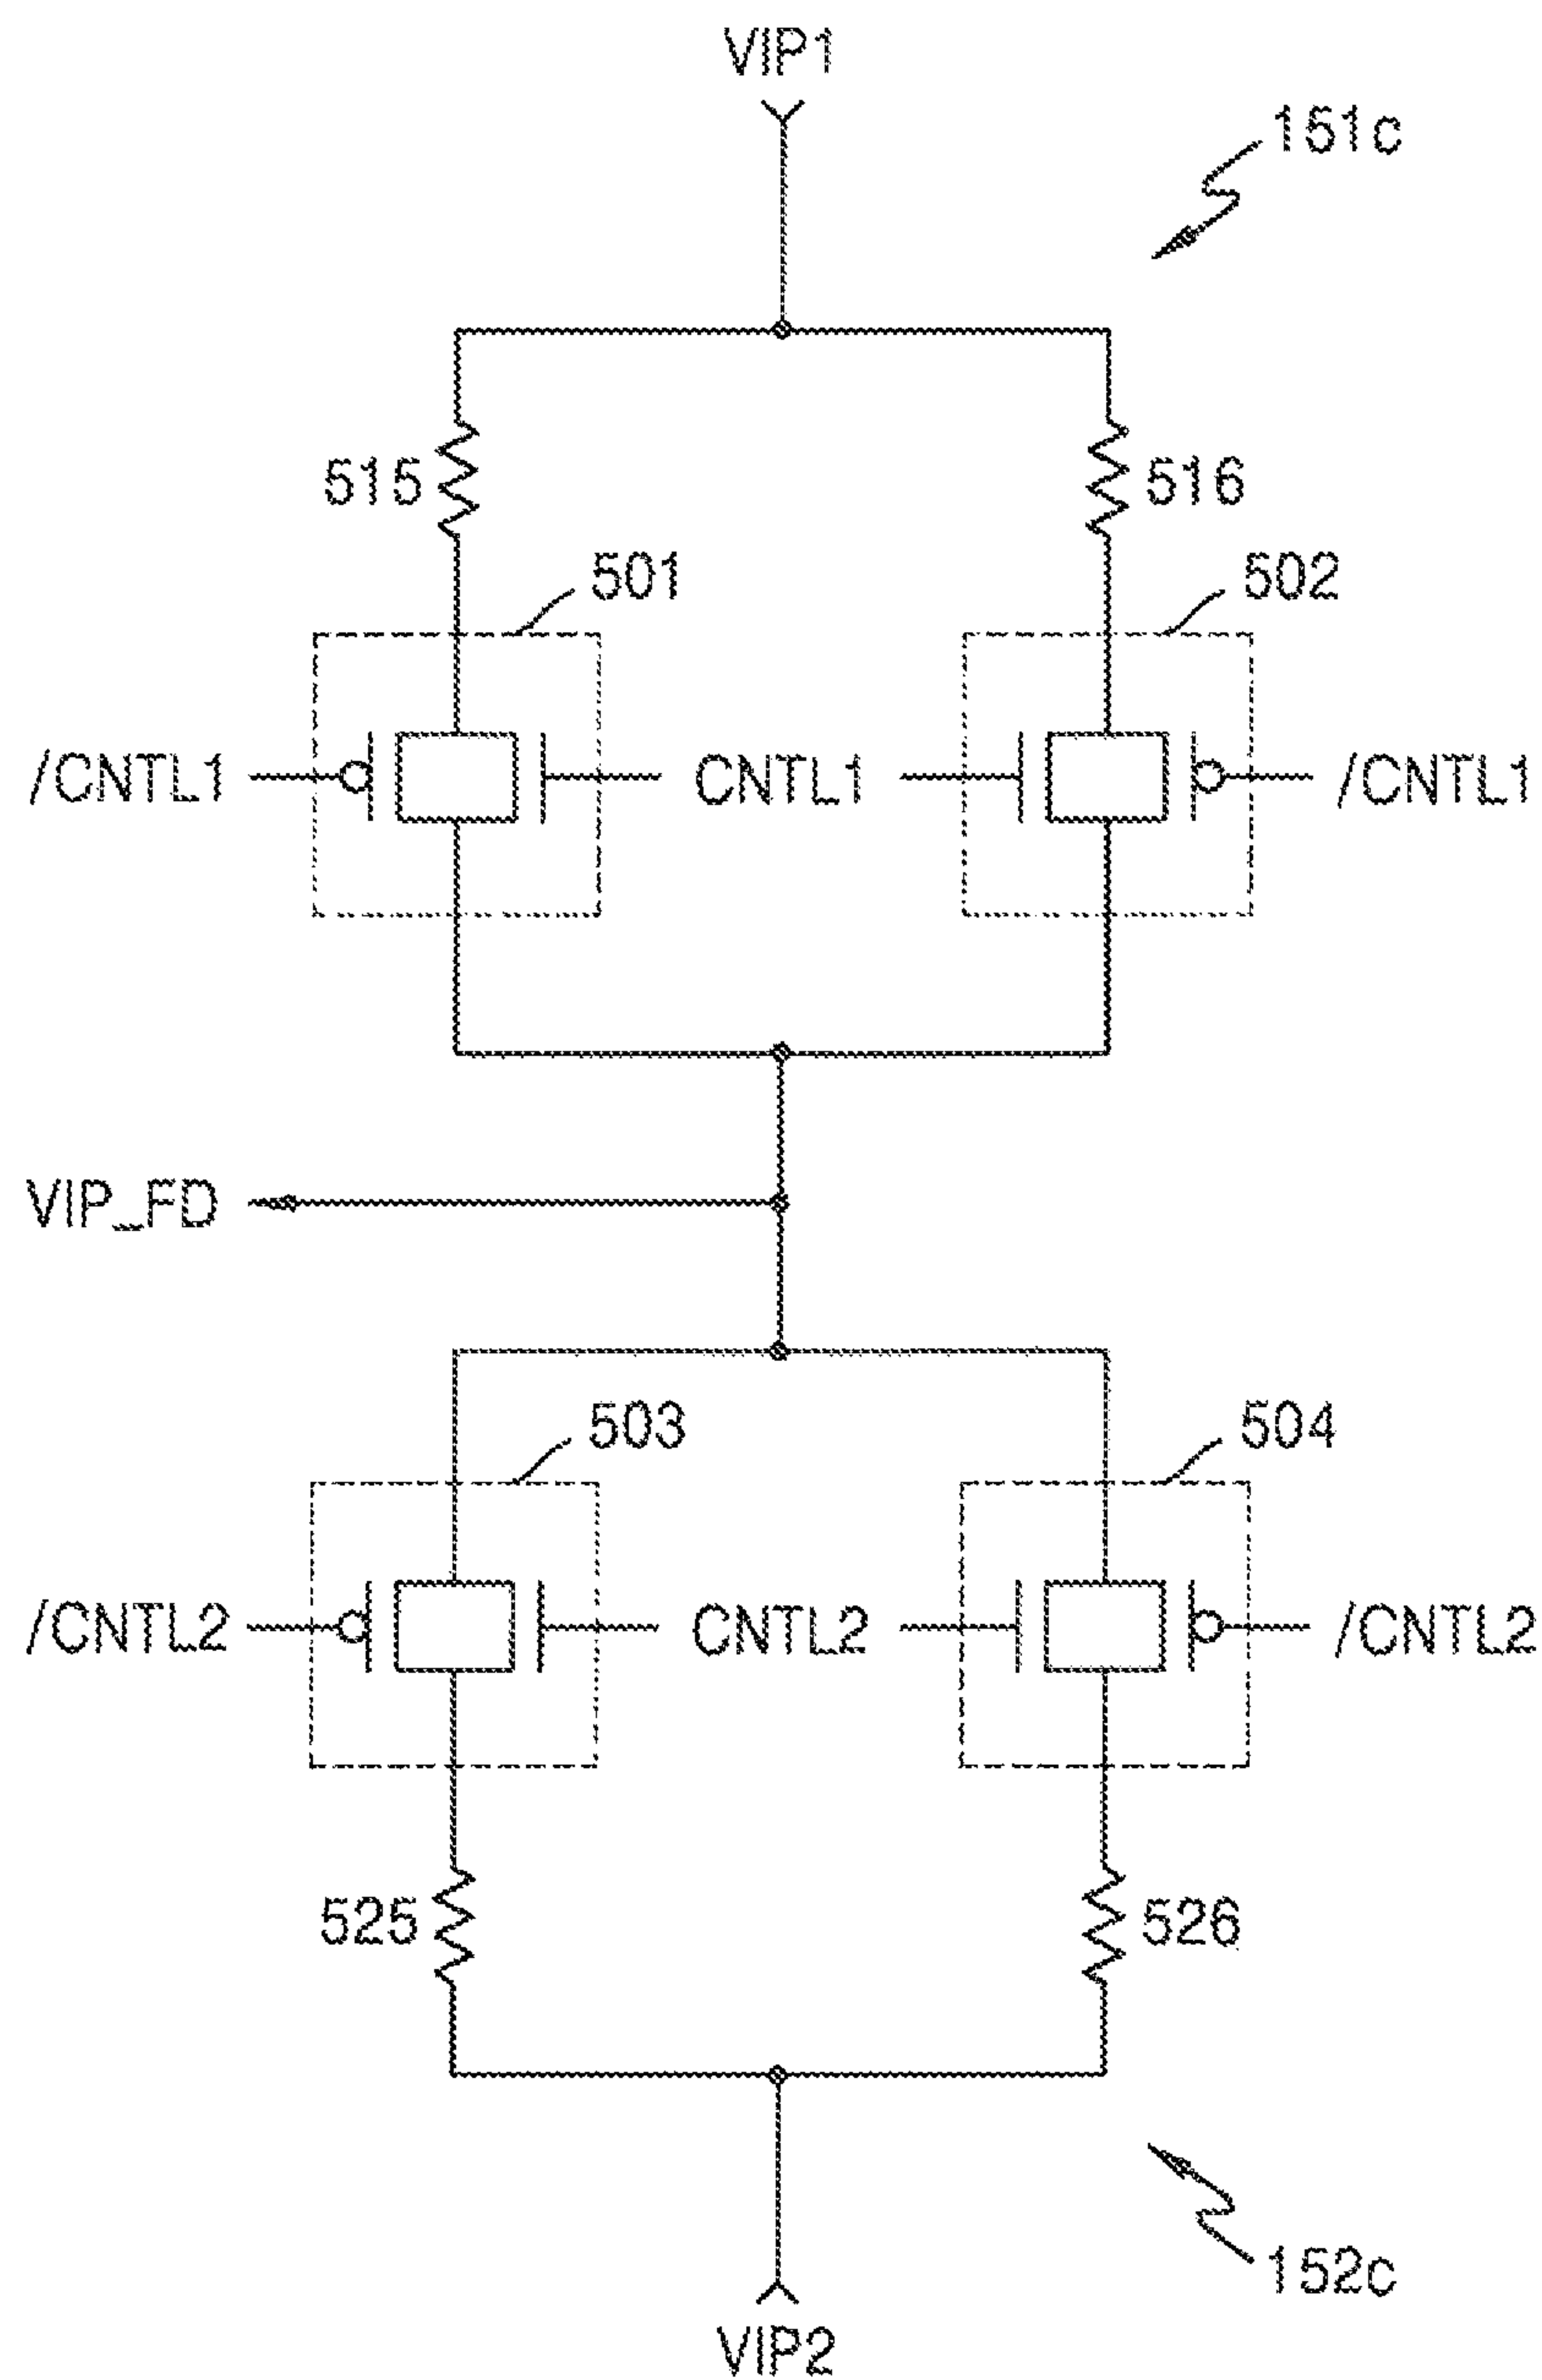 VIP1
151c
515
516
501
502
/CNTL1
CNTL1
/CNTL1
VIP_FD
503
504
/CNTL2
CNTL2
/CNTL2
525
526
152c
VIP2